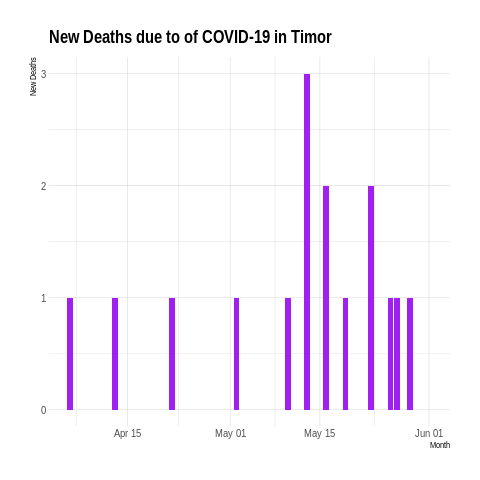 New Deaths due to of COVID-19 in Timor
New Deaths
3
2
1
0
Apr 15
May 01
May 15
Jun 01
Month